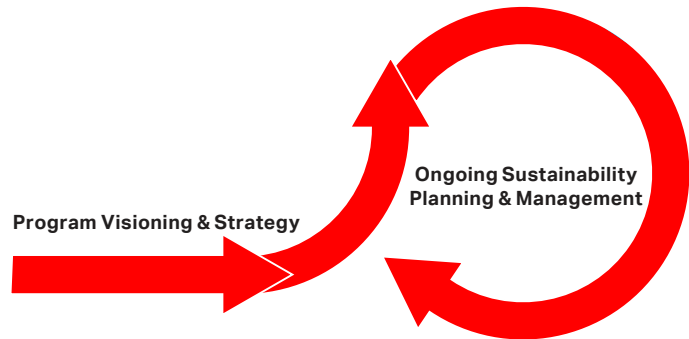 Program Visioning & Strategy
Ongoing Sustainability
Planning & Management